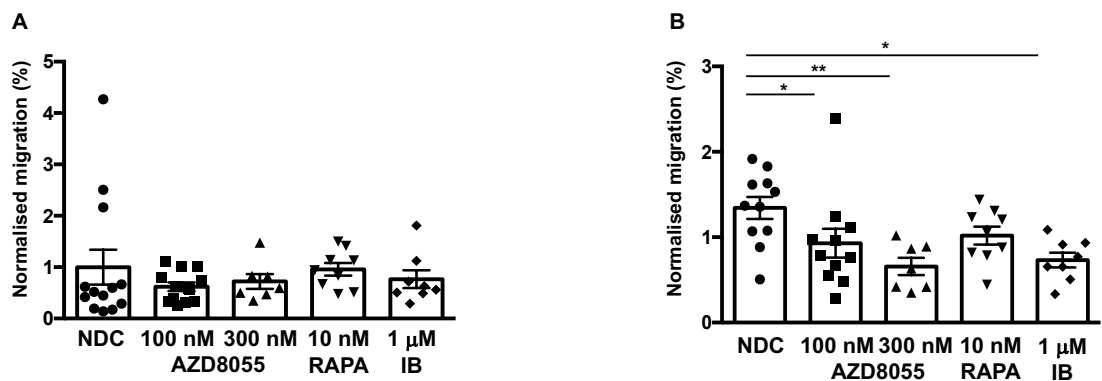 A
Normalised migration (%)
5
4
3
2
1
0
NDC 100 nM 300 nM 10 nM 1 µM
AZD8055 RAPA IB
B
Normalised migration (%)
3
2
1
0
*
**
*
NDC 100 nM 300 nM 10 nM 1 µM
AZD8055 RAPA IB